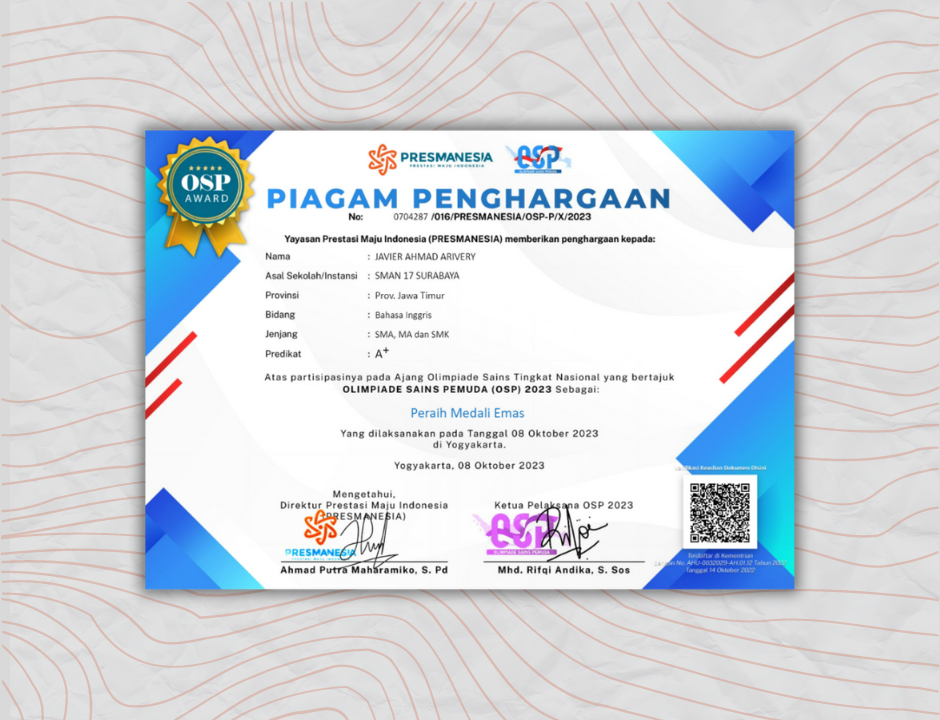 OSP
AWARD
PRESMANESIA
PRESTASI MAJU INDONESIA
OSP
OLIMPIADE SAINS PEMUDA
PIAGAM PENGHARGAAN
No: 0704287 /016/PRESMANESIA/OSP-P/X/2023
Yayasan Prestasi Maju Indonesia (PRESMANESIA) memberikan penghargaan kepada:
Nama : JAVIER AHMAD ARIVERY
Asal Sekolah/Instansi : SMAN 17 SURABAYA
Provinsi : Prov. Jawa Timur
Bidang : Bahasa Inggris
Jenjang : SMA, MA dan SMK
Predikat : A+
Atas partisipasinya pada Ajang Olimpiade Sains Tingkat Nasional yang bertajuk
OLIMPIADE SAINS PEMUDA (OSP) 2023 Sebagai:
Peraih Medali Emas
Yang dilaksanakan pada Tanggal 08 Oktober 2023
di Yogyakarta.
Yogyakarta, 08 Oktober 2023
Mengetahui,
Direktur Prestasi Maju Indonesia
(PRESMANESIA)
PRESMANESIA
Ahmad Putra Maharamiko, S. Pd
Ketua Pelaksana OSP 2023
OSP
OLIMPIADE SAINS PEMUDA
Mhd. Rifqi Andika, S. Sos
Keaslian Dokumen Disini
Terdaftar di Kementraan
No. AHU-0032029-AH.01.12 Tahun
Tanggal 14 Oktober 2022